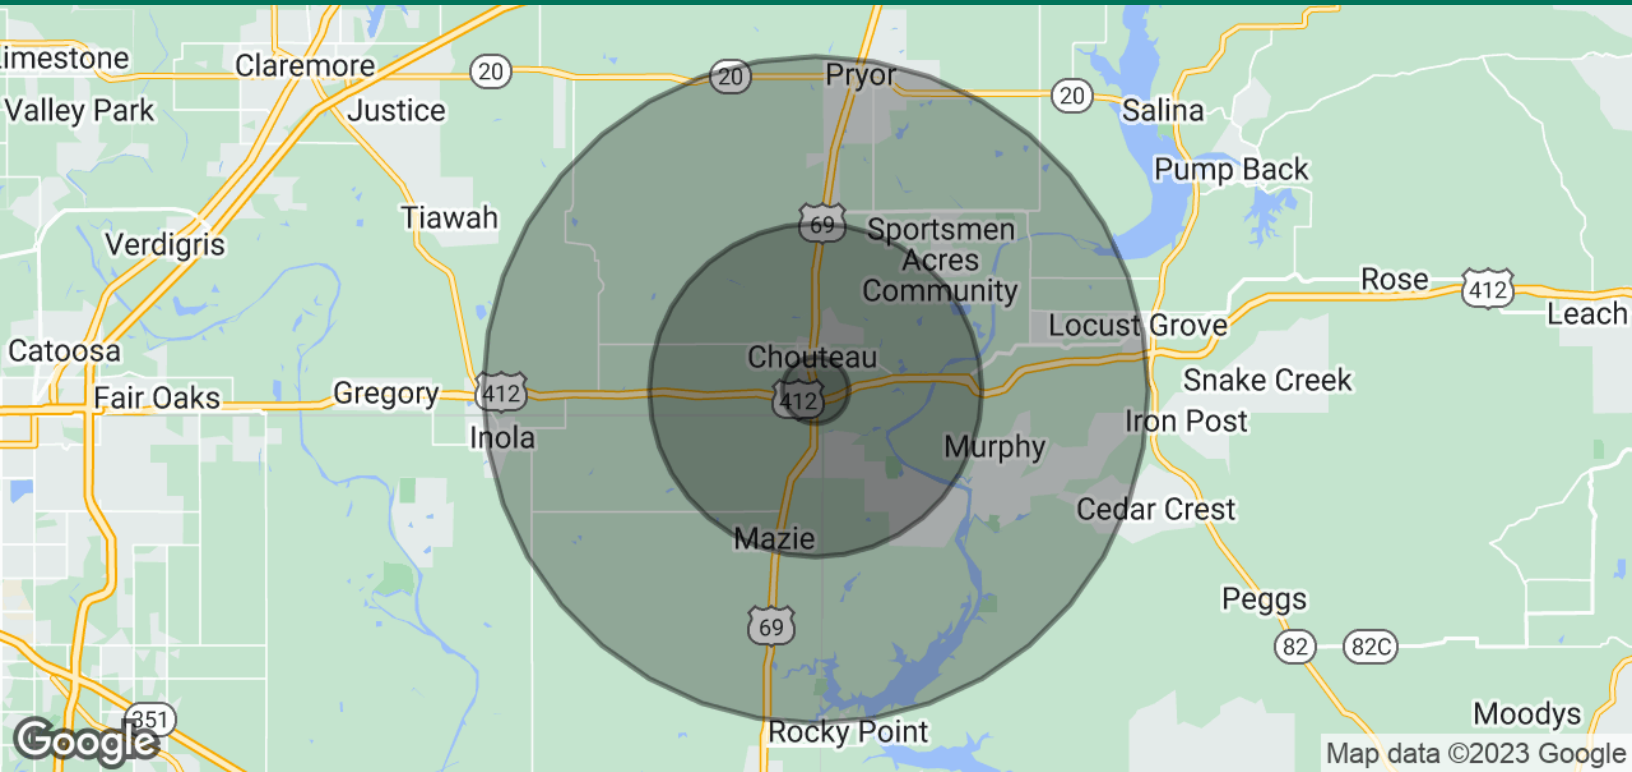 Limestone
Claremore
20
20
Pryor
20
Valley Park
Justice
Salina
Pump Back
Tiawah
69
Sportsmen
Acres
Community
Verdigris
Rose
412
Leach
Locust Grove
Catoosa
Chouteau
Snake Creek
Fair Oaks
Gregory
412
412
Iron Post
Inola
Murphy
Cedar Crest
Mazie
Peggs
69
82
82C
351
Moodys
Rocky Point
Google
Map data ©2023 Google